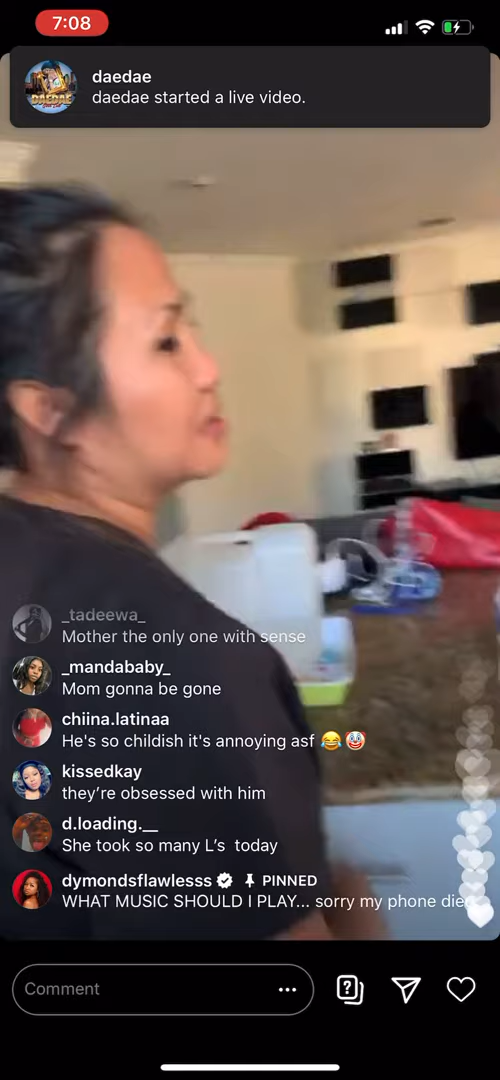 7:08
daedae
daedae started a live video.
_tadeewa_
Mother the only one with sense
_mandababy_
Mom gonna be gone
chiina.latinaa
He's so childish it's annoying asf 😂🤡
kissedkay
they're obsessed with him
d.loading.__
She took so many L's today
dymondsflawlesss PINNED
WHAT MUSIC SHOULD I PLAY... sorry my phone died
Comment